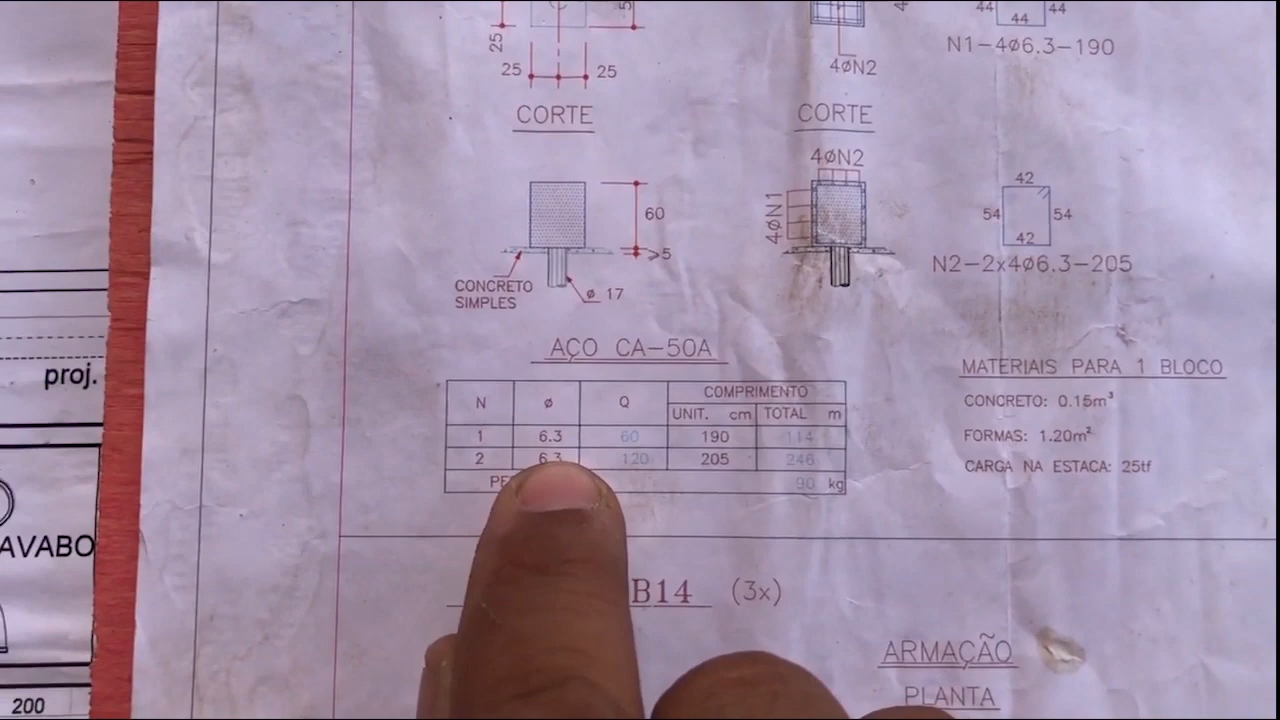 44 44
44
N1-4ø6.3-190
25
25 25
4øN2
CORTE
CORTE
4øN2
4øN1
60
5
CONCRETO
SIMPLES
ø 17
42
54 54
42
N2-2x4ø6.3-205
AÇO CA-50A
N ø Q COMPRIMENTO
UNIT. cm TOTAL m
1 6.3 60 190 114
2 6.3 120 205 246
90 kg
MATERIAIS PARA 1 BLOCO
CONCRETO: 0.15m³
FORMAS: 1.20m²
CARGA NA ESTACA: 25tf
B14 (3x)
ARMAÇÃO
PLANTA
proj.
AVABO
200